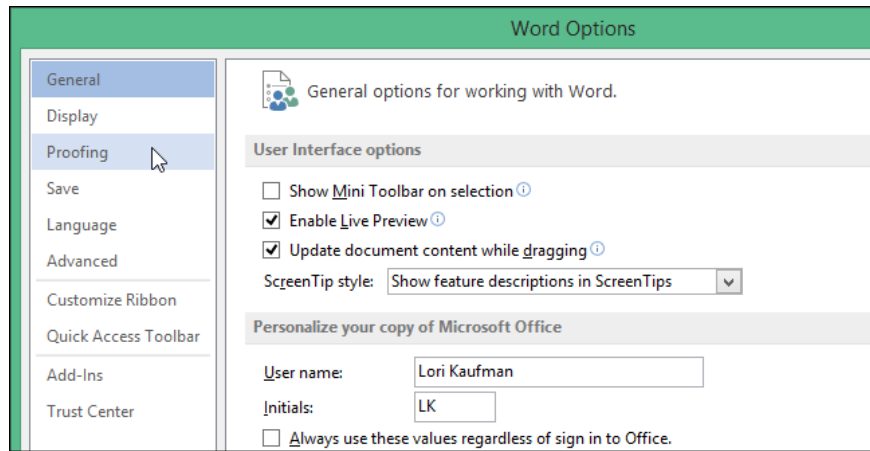 Word Options
General
Display
Proofing
Save
Language
Advanced
Customize Ribbon
Quick Access Toolbar
Add-Ins
Trust Center
General options for working with Word.
User Interface options
Show Mini Toolbar on selection
Enable Live Preview
Update document content while dragging
ScreenTip style: Show feature descriptions in ScreenTips
Personalize your copy of Microsoft Office
User name: Lori Kaufman
Initials: LK
Always use these values regardless of sign in to Office.